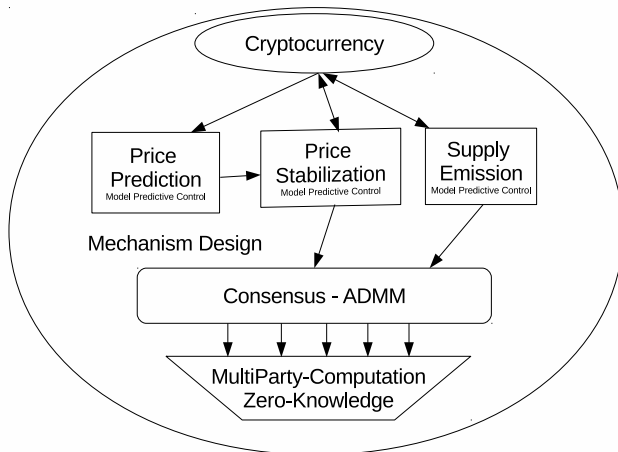 Cryptocurrency
Price
Prediction
Model Predictive Control
Price
Stabilization
Model Predictive Control
Supply
Emission
Model Predictive Control
Mechanism Design
Consensus - ADMM
MultiParty-Computation
Zero-Knowledge